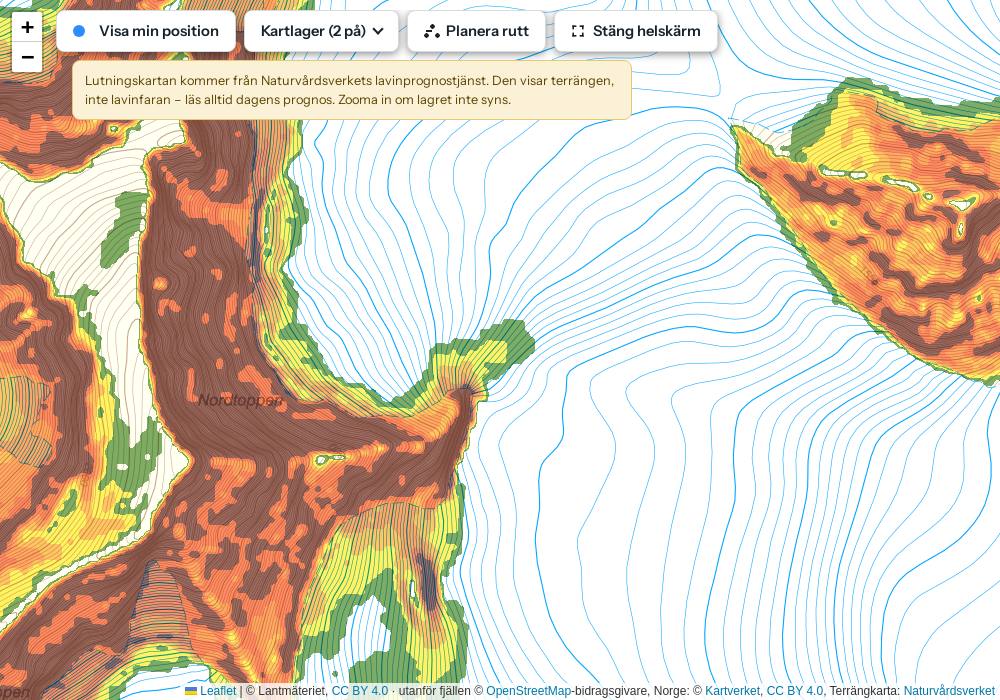 +
−
Visa min position
Kartlager (2 på)
Planera rutt
Stäng helskärm
Lutningskartan kommer från Naturvårdsverkets lavinprognostjänst. Den visar terrängen,
inte lavinfaran – läs alltid dagens prognos. Zooma in om lagret inte syns.
Nordtoppen
ppen
Leaflet | © Lantmäteriet, CC BY 4.0 · utanför fjällen © OpenStreetMap-bidragsgivare, Norge: © Kartverket, CC BY 4.0, Terrängkarta: Naturvårdsverket